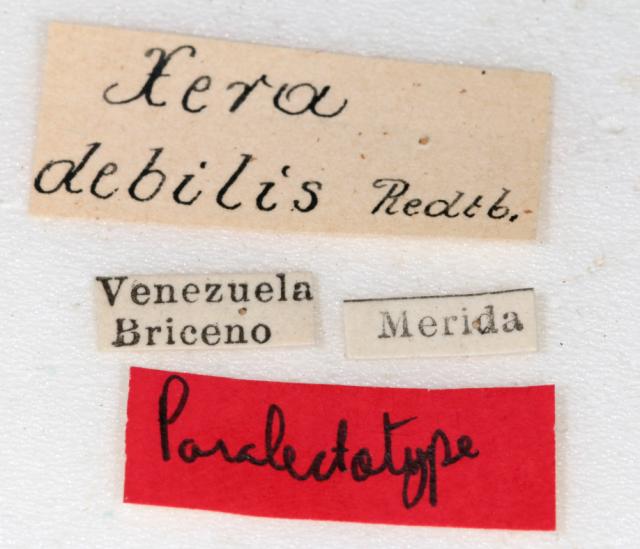 Xera
debilis Redtb.
Venezuela
Briceno
Merida
Paralectotype